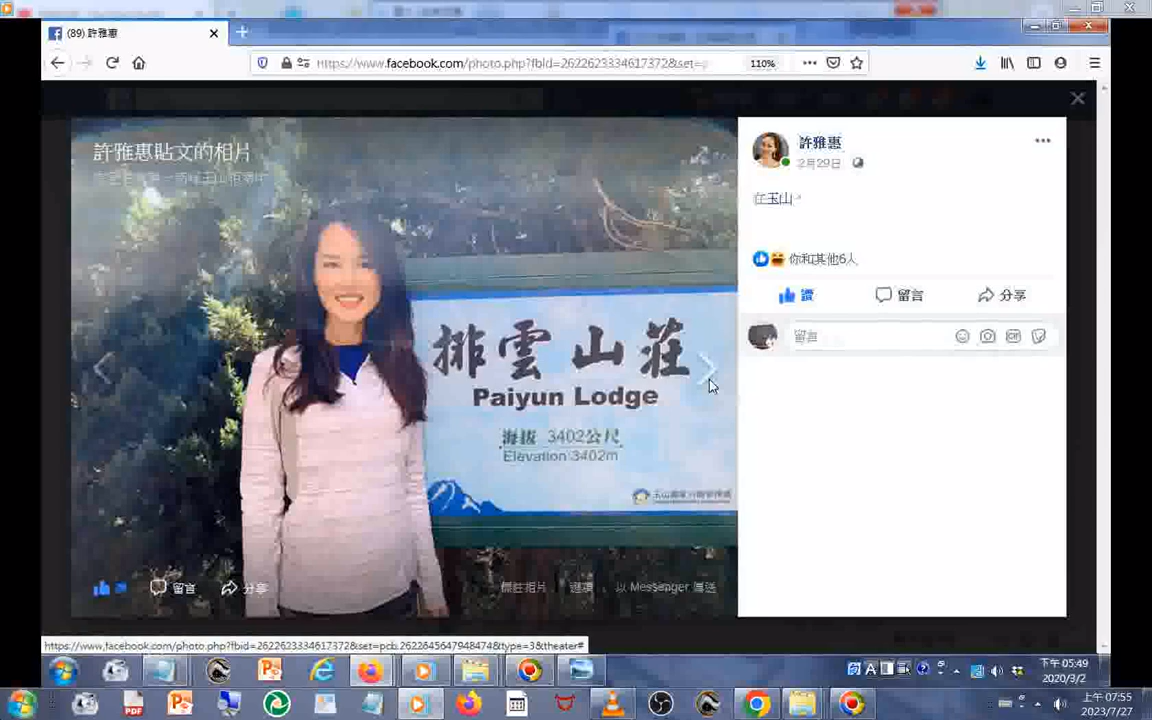 (89) 許雅惠
https://www.facebook.com/photo.php?fbid=2622623334617372&set=p
110%
許雅惠貼文的相片
許雅惠
2月29日
在玉山。
你和其他6人
讚
留言
分享
留言
GIF
排雲山莊
Paiyun Lodge
海拔 3402公尺
Elevation 3402m
留言
分享
標註相片
選項
以 Messenger 傳送
https://www.facebook.com/photo.php?fbid=2622623334617372&set=pcb.2622645647948474&type=3&theater#
下午 05:49
2020/3/2
上午 07:55
2023/7/27